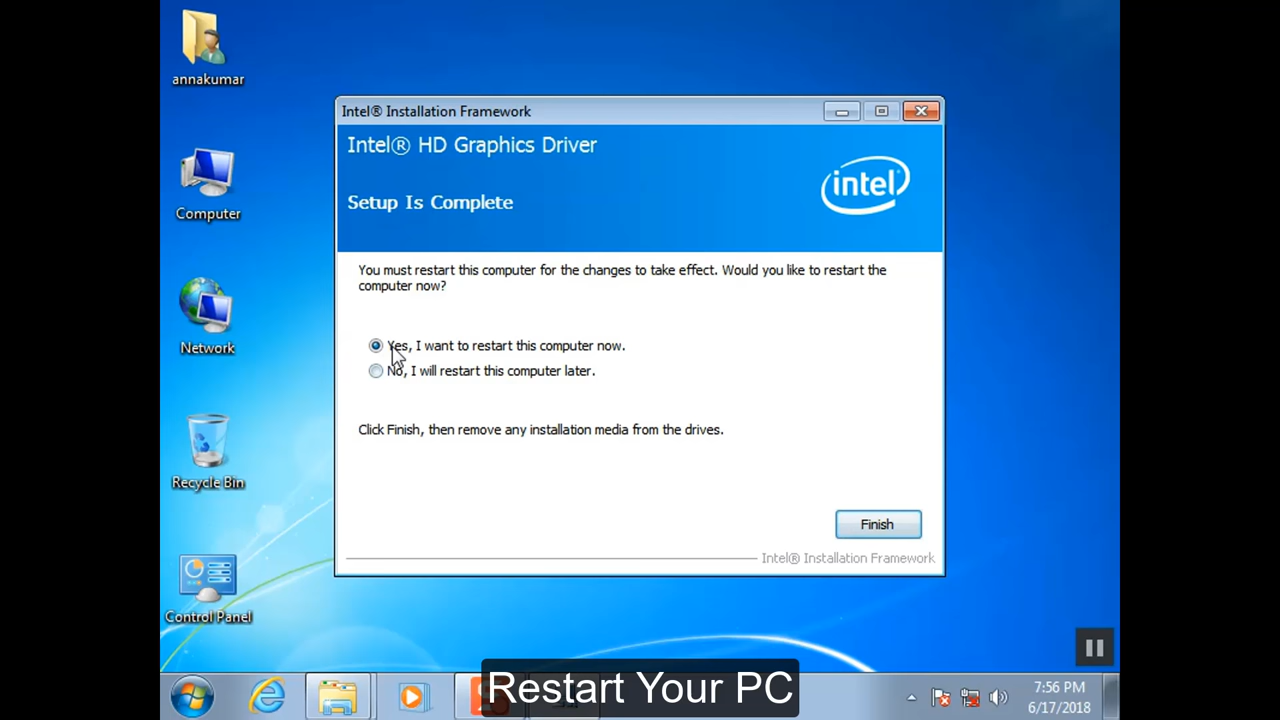 annakumar
Computer
Network
Recycle Bin
Control Panel
Intel® Installation Framework
Intel® HD Graphics Driver
Setup Is Complete
intel
You must restart this computer for the changes to take effect. Would you like to restart the
computer now?
Yes, I want to restart this computer now.
No, I will restart this computer later.
Click Finish, then remove any installation media from the drives.
Finish
Intel® Installation Framework
Restart Your PC
7:56 PM
6/17/2018